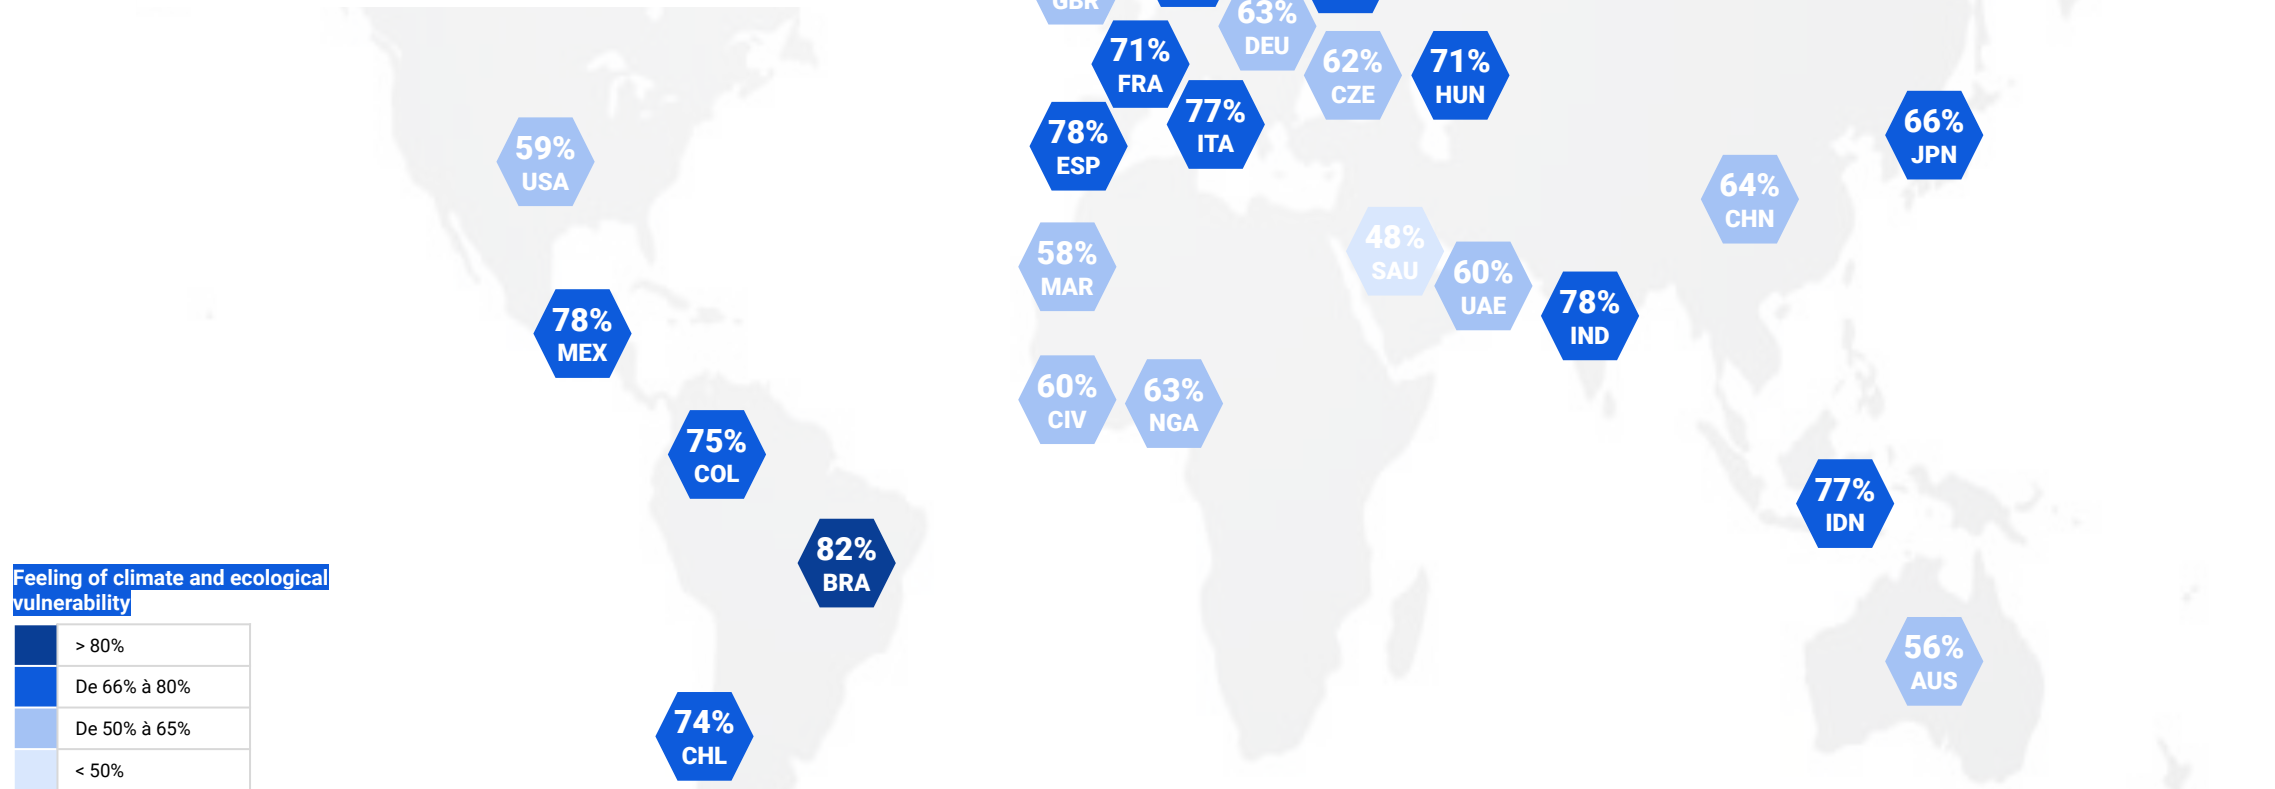 GBR
63%
DEU
71%
FRA
62%
CZE
71%
HUN
77%
ITA
66%
JPN
78%
ESP
59%
USA
64%
CHN
58%
MAR
48%
SAU
60%
UAE
78%
IND
78%
MEX
60%
CIV
63%
NGA
75%
COL
77%
IDN
82%
BRA
56%
AUS
74%
CHL
Feeling of climate and ecological
vulnerability
> 80%
De 66% à 80%
De 50% à 65%
< 50%